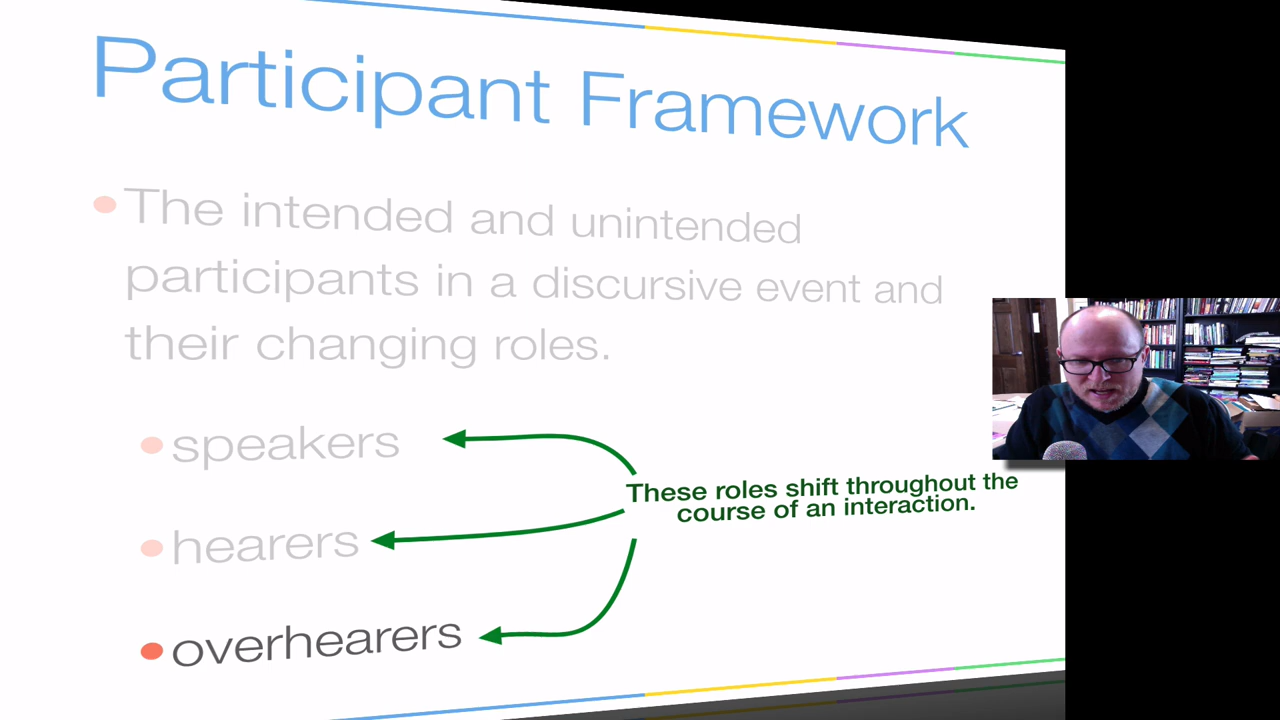 Participant Framework
The intended and unintended
participants in a discursive event and
their changing roles.
speakers
hearers
overhearers
These roles shift throughout the
course of an interaction.